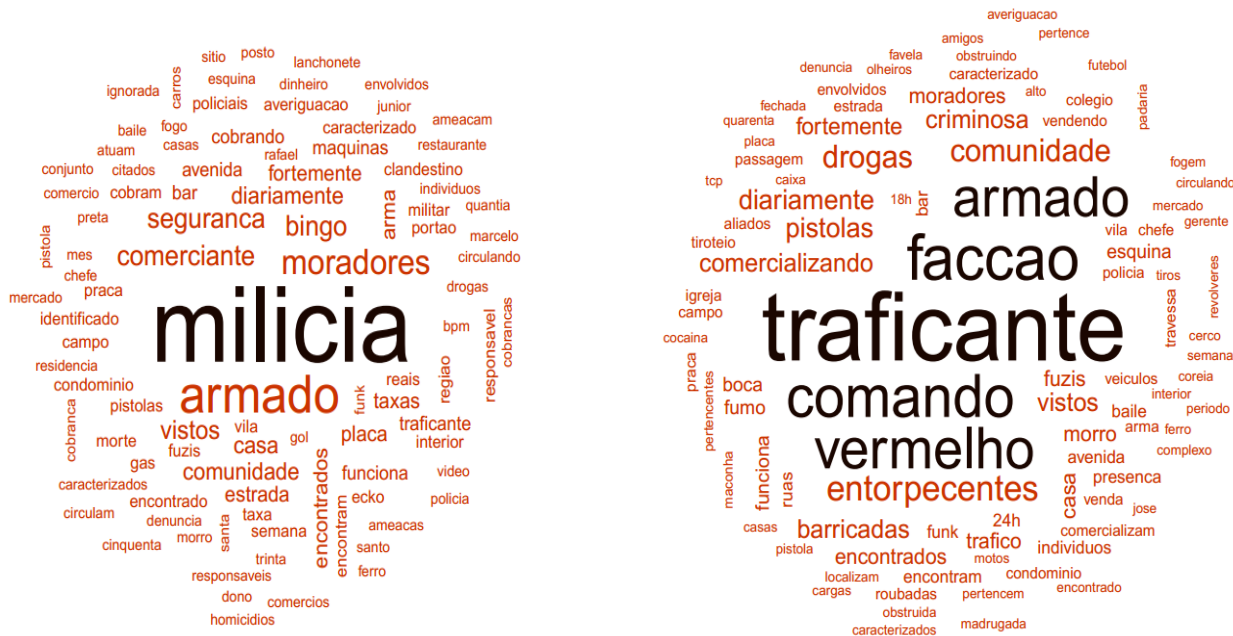 sitio posto
lanchonete
esquina dinheiro envolvidos
ignorada carros policiais averiguacao junior
baile fogo cobrando caracterizado ameacam
atuam casas rafael maquinas restaurante
conjunto citados avenida fortemente clandestino
comercio cobram bar diariamente arma individuos quantia
preta seguranca bingo militar portao
pistola mes comerciante moradores marcelo circulando
chefe drogas
mercado praca
identificado milicia bpm
campo regiao responsavel cobrancas
residencia
condominio armado funk reais taxas
pistolas vila traficante
cobranca morte vistos casa gol placa interior
fuzis
gas comunidade funciona video
caracterizados encontrado estrada encontrados ecko policia
circulam denuncia santa taxa encontram ameacas
cinquenta morro semana santo
trinta ferro
responsaveis
dono comercios
homicidios
averiguacao
amigos pertence
favela obstruindo
denuncia olheiros caracterizado futebol
envolvidos moradores alto colegio padaria
fechada estrada
quarenta fortemente criminosa vendendo
placa
passagem drogas comunidade fogem
tcp caixa circulando
diariamente 18h bar armado mercado
aliados pistolas vila chefe gerente
tiroteio faccao esquina
comercializando policia tiros revolveres
igreja
campo traficante travessa
cocaina cerco
praca semana
boca comando fuzis veiculos coreia
pertencentes fumo vistos interior
baile periodo
vermelho arma ferro
maconha funciona morro complexo
ruas avenida
entorpecentes casa presenca
venda jose
casas barricadas funk 24h comercializam
pistola trafico individuos
encontrados motos
localizam encontram condominio
cargas roubadas pertencem encontrado
obstruida
caracterizados madrugada